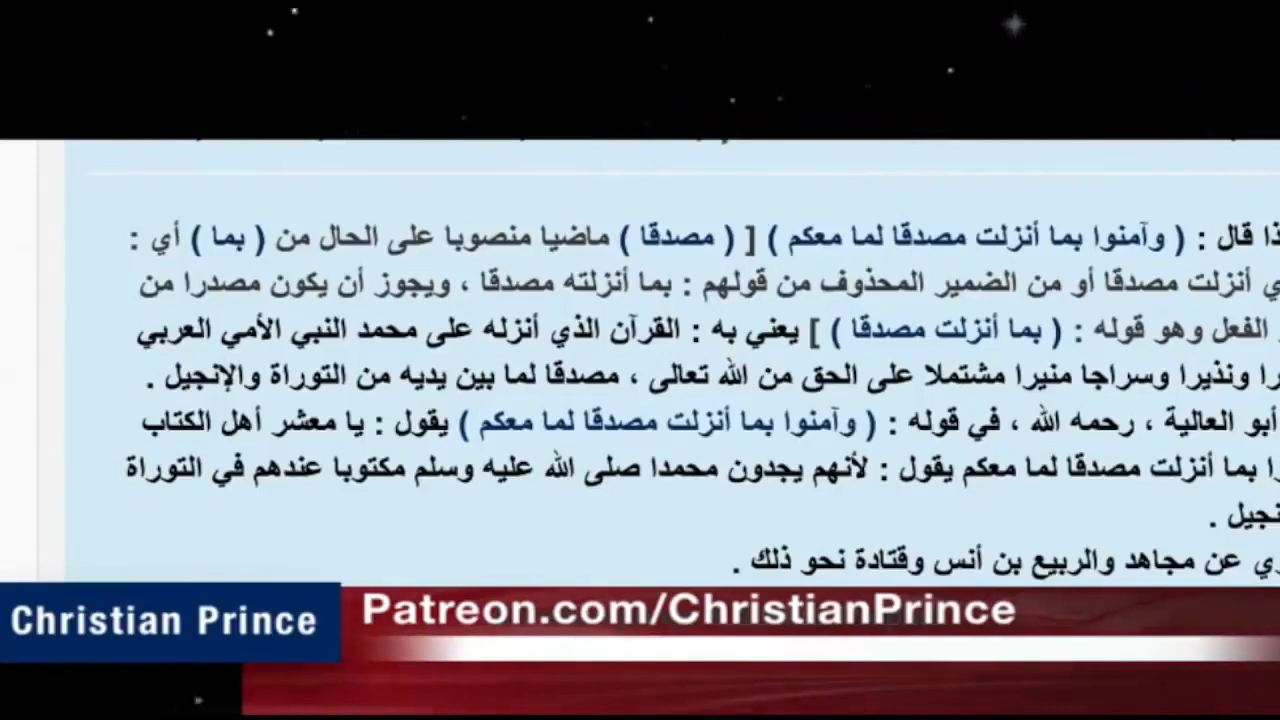 قال : ( وآمنوا بما أنزلت مصدقا لما معكم ) [ ( مصدقا ) ماضيا منصوبا على الحال من ( بما ) أي :
أنزلت مصدقا أو من الضمير المحذوف من قولهم : بما أنزلته مصدقا ، ويجوز أن يكون مصدرا من
الفعل وهو قوله : ( بما أنزلت مصدقا ) ] يعني به : القرآن الذي أنزله على محمد النبي الأمي العربي
ونذيرا وسراجا منيرا مشتملا على الحق من الله تعالى ، مصدقا لما بين يديه من التوراة والإنجيل .
أبو العالية ، رحمه الله ، في قوله : ( وآمنوا بما أنزلت مصدقا لما معكم ) يقول : يا معشر أهل الكتاب
بما أنزلت مصدقا لما معكم يقول : لأنهم يجدون محمدا صلى الله عليه وسلم مكتوبا عندهم في التوراة
.
عن مجاهد والربيع بن أنس وقتادة نحو ذلك .
Patreon.com/ChristianPrince
Christian Prince